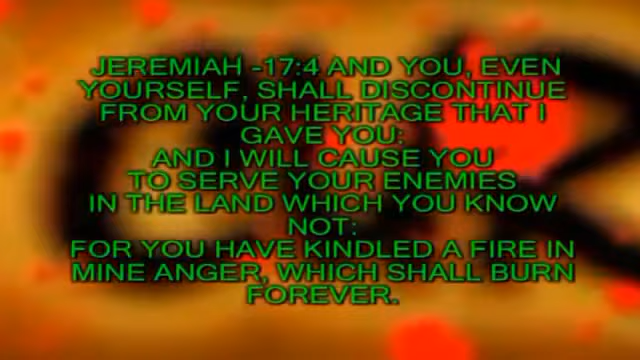 JEREMIAH -17:4 AND YOU, EVEN
YOURSELF, SHALL DISCONTINUE
FROM YOUR HERITAGE THAT I
GAVE YOU:
AND I WILL CAUSE YOU
TO SERVE YOUR ENEMIES
IN THE LAND WHICH YOU KNOW
NOT:
FOR YOU HAVE KINDLED A FIRE IN
MINE ANGER, WHICH SHALL BURN
FOREVER.